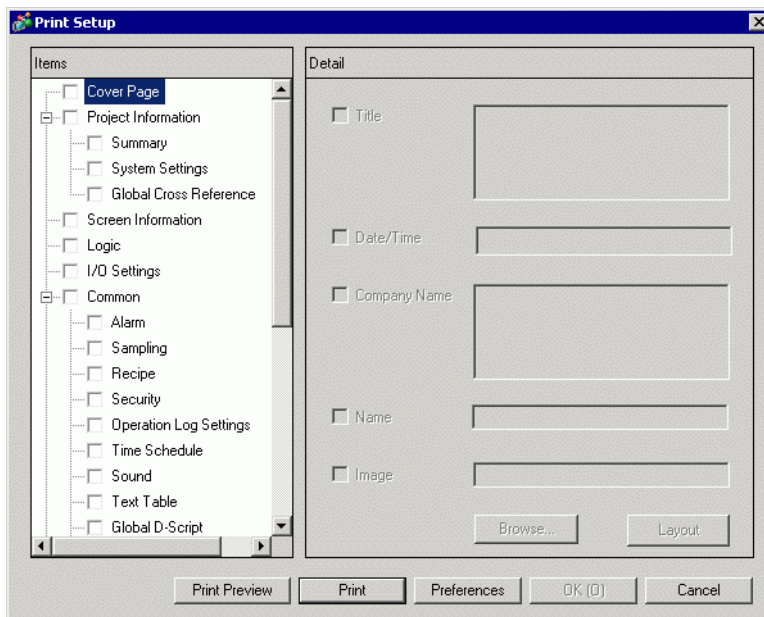 Print Setup
Items
Cover Page
Project Information
Summary
System Settings
Global Cross Reference
Screen Information
Logic
I/O Settings
Common
Alarm
Sampling
Recipe
Security
Operation Log Settings
Time Schedule
Sound
Text Table
Global D-Script
Detail
Title
Date/Time
Company Name
Name
Image
Browse...
Layout
Print Preview
Print
Preferences
OK (O)
Cancel